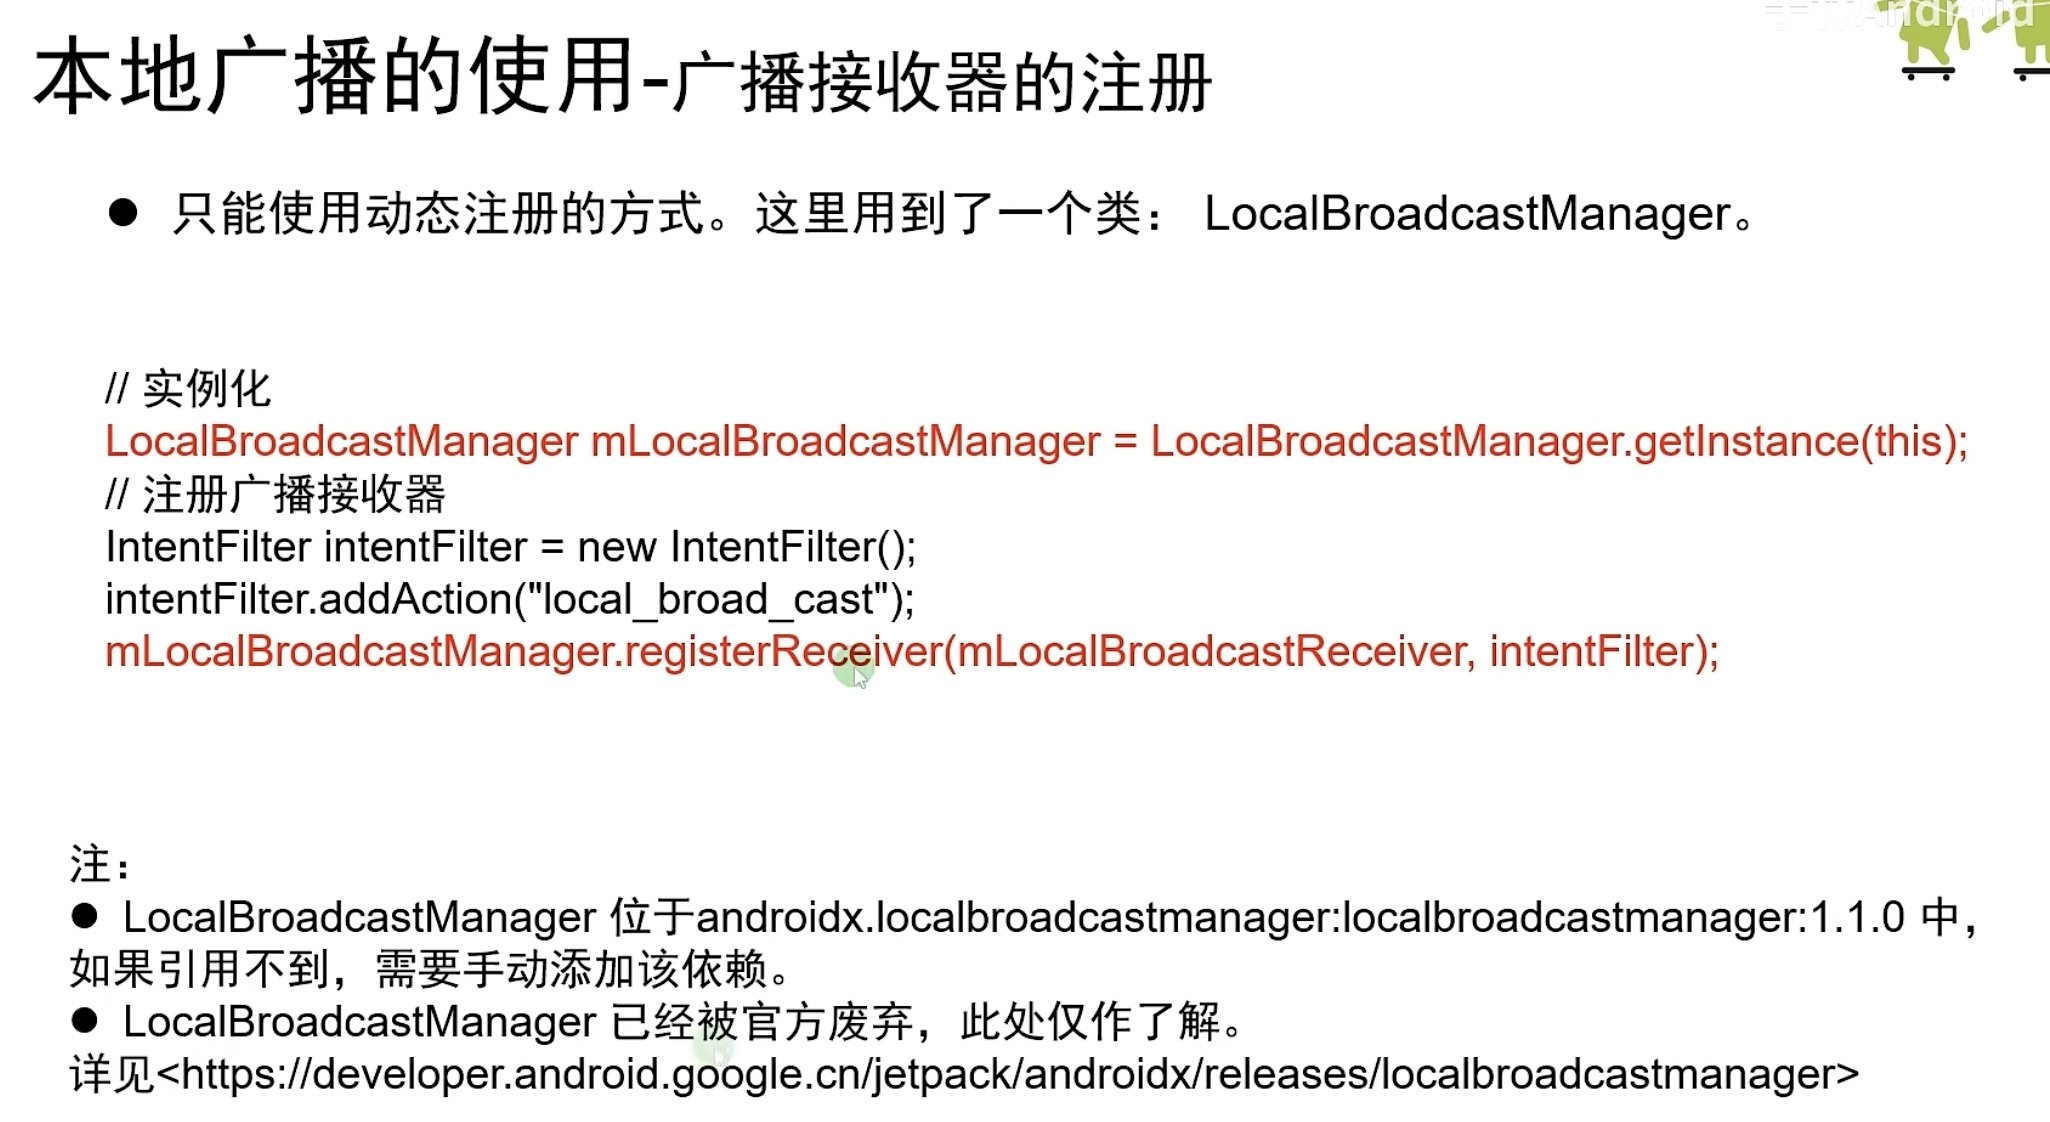 本地广播的使用-广播接收器的注册
● 只能使用动态注册的方式。这里用到了一个类： LocalBroadcastManager。
// 实例化
LocalBroadcastManager mLocalBroadcastManager = LocalBroadcastManager.getInstance(this);
// 注册广播接收器
IntentFilter intentFilter = new IntentFilter();
intentFilter.addAction("local_broad_cast");
mLocalBroadcastManager.registerReceiver(mLocalBroadcastReceiver, intentFilter);
注：
● LocalBroadcastManager 位于androidx.localbroadcastmanager:localbroadcastmanager:1.1.0 中，
如果引用不到，需要手动添加该依赖。
● LocalBroadcastManager 已经被官方废弃，此处仅作了解。
详见<https://developer.android.google.cn/jetpack/androidx/releases/localbroadcastmanager>
Android